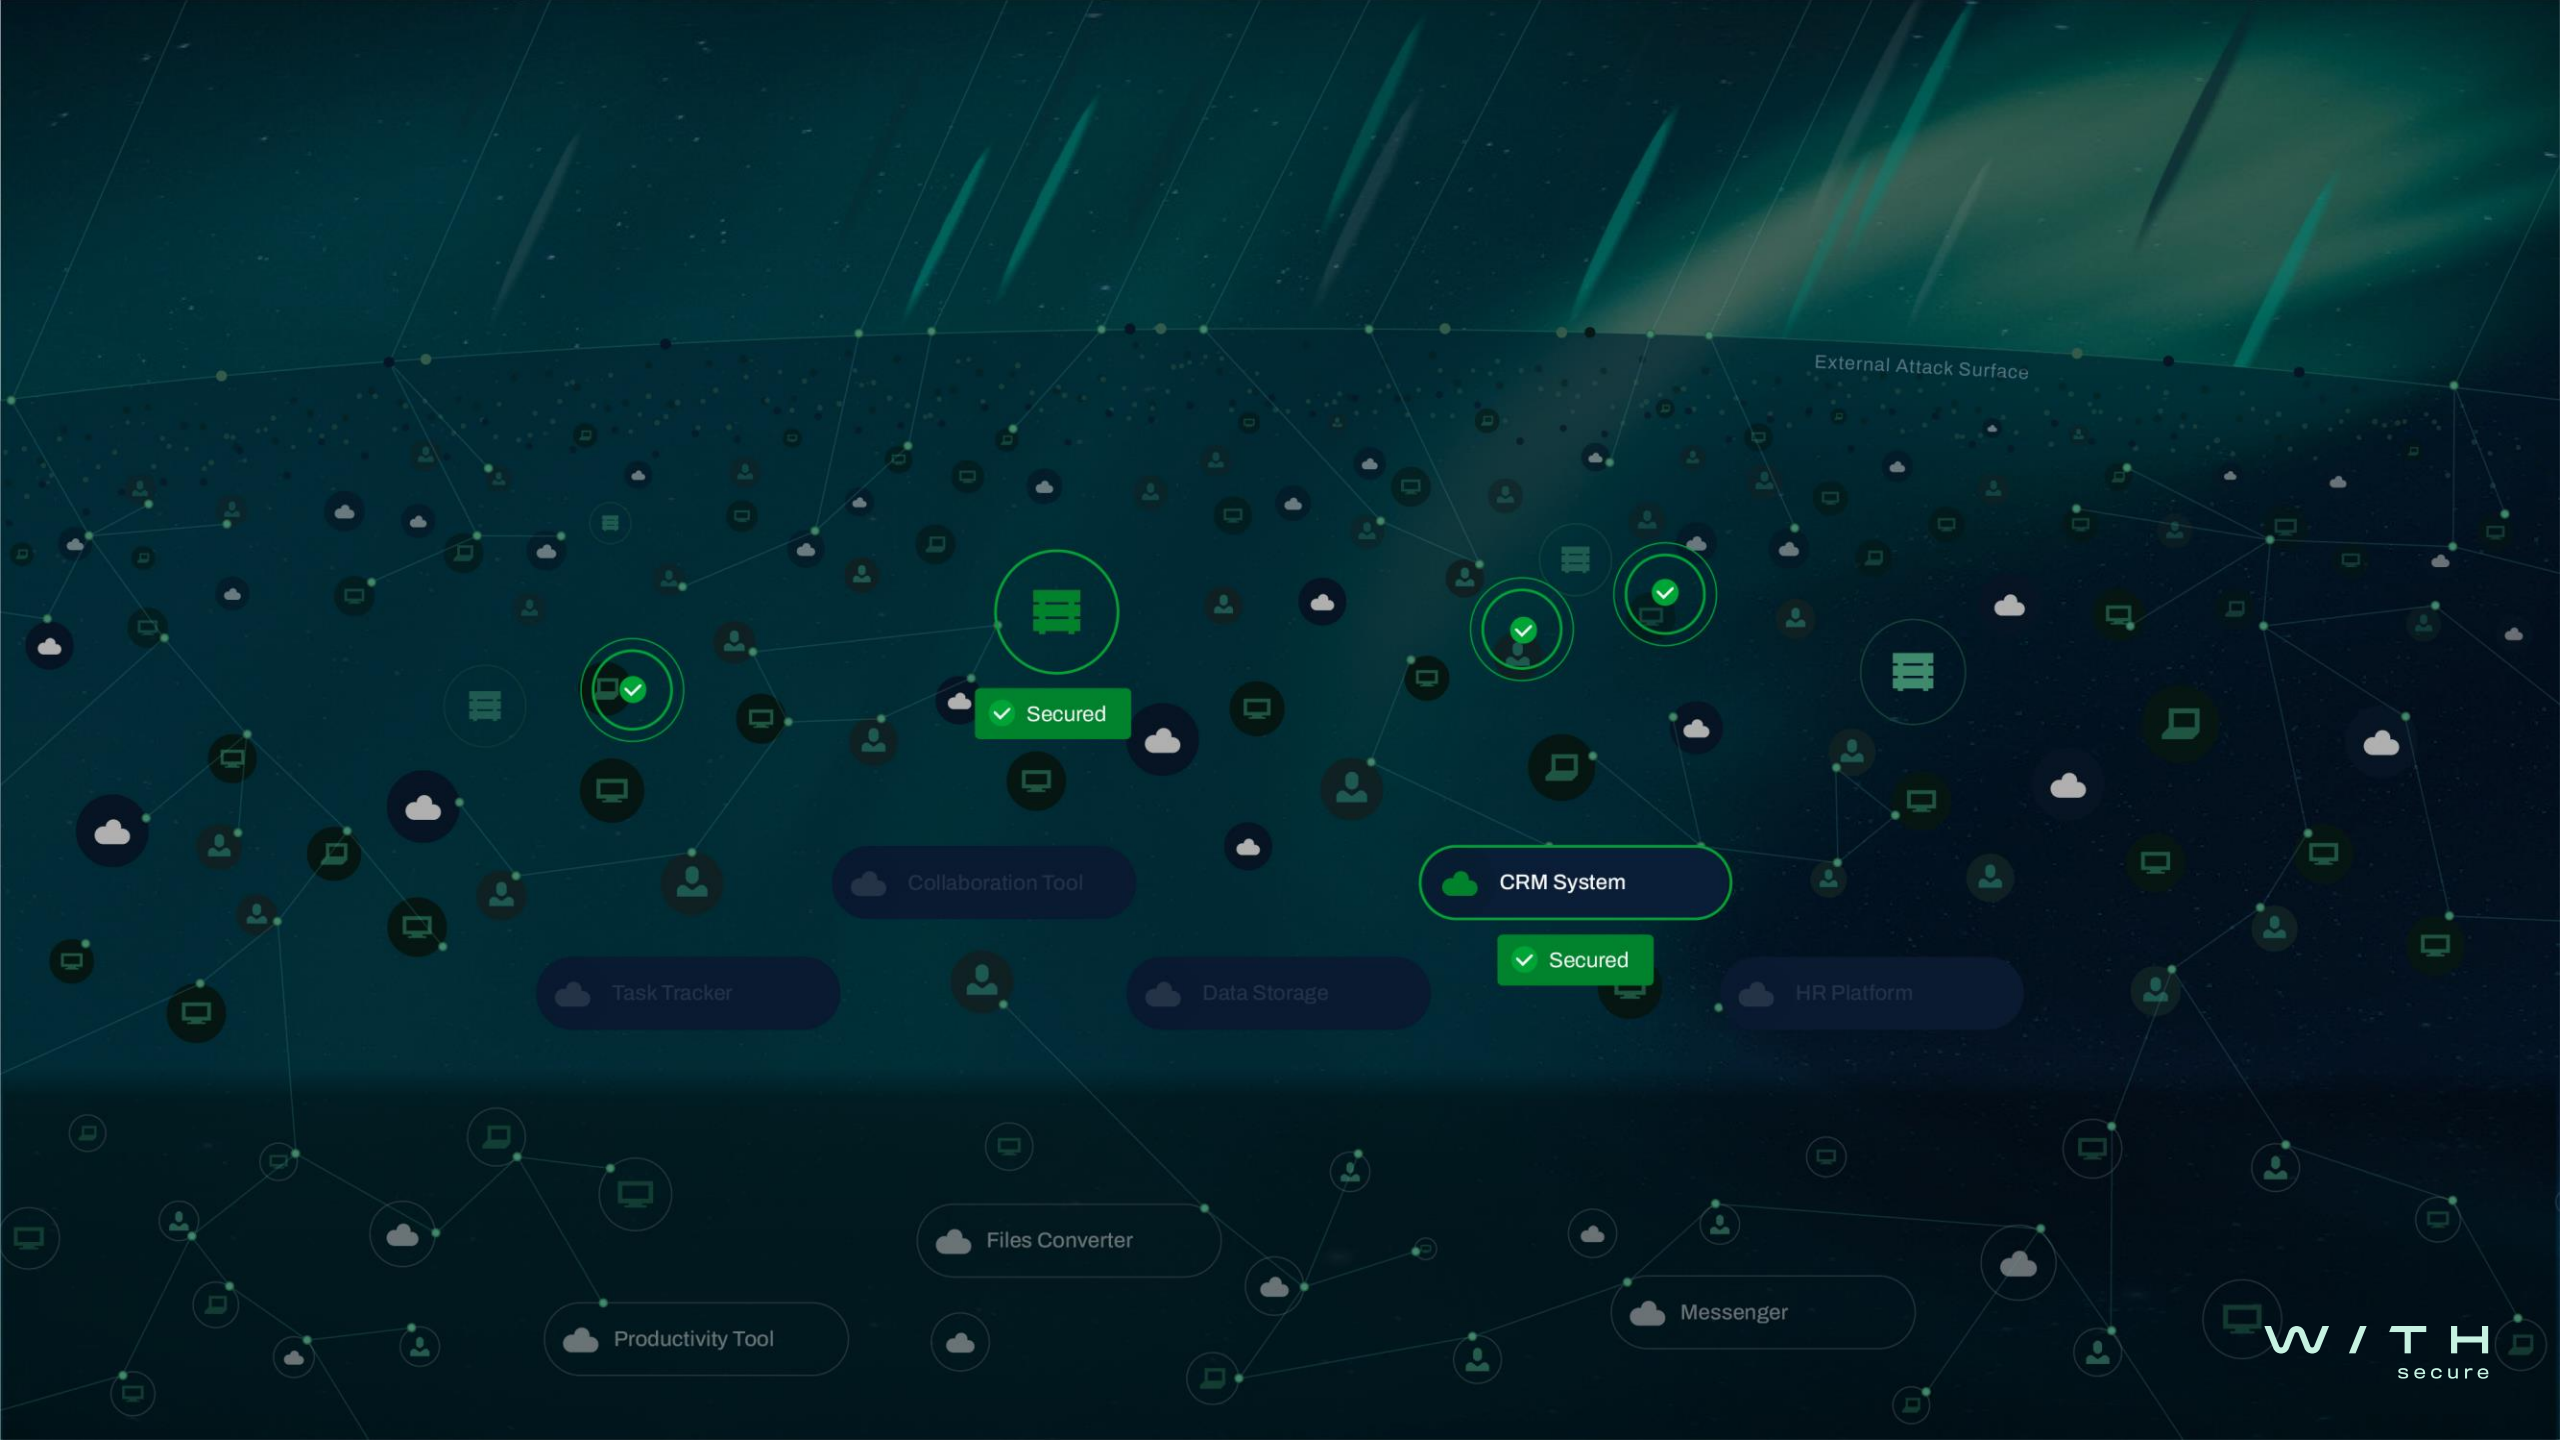 External Attack Surface
Secured
Collaboration Tool
CRM System
Secured
Task Tracker
Data Storage
HR Platform
Files Converter
Messenger
Productivity Tool
W/TH
secure